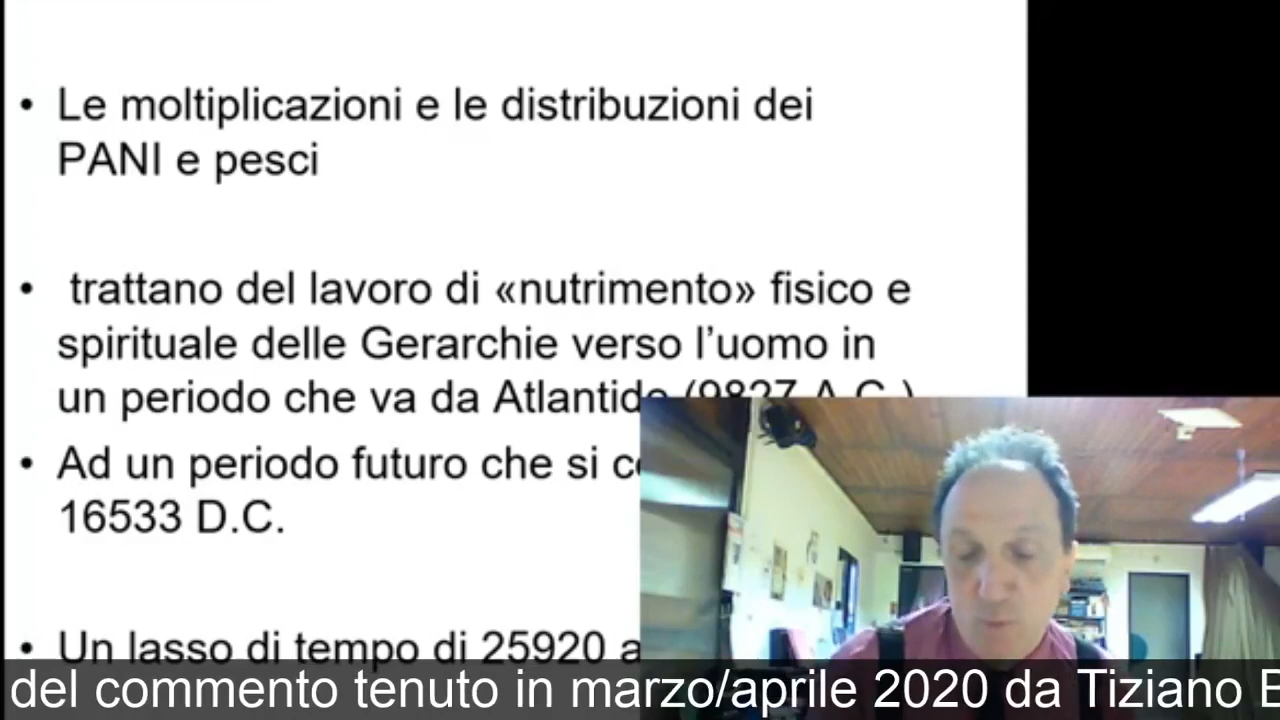 • Le moltiplicazioni e le distribuzioni dei
PANI e pesci
• trattano del lavoro di «nutrimento» fisico e
spirituale delle Gerarchie verso l’uomo in
un periodo che va da Atlantide (9827 A.C.)
• Ad un periodo futuro che si
16533 D.C.
• Un lasso di tempo di 25920
del commento tenuto in marzo/aprile 2020 da Tiziano